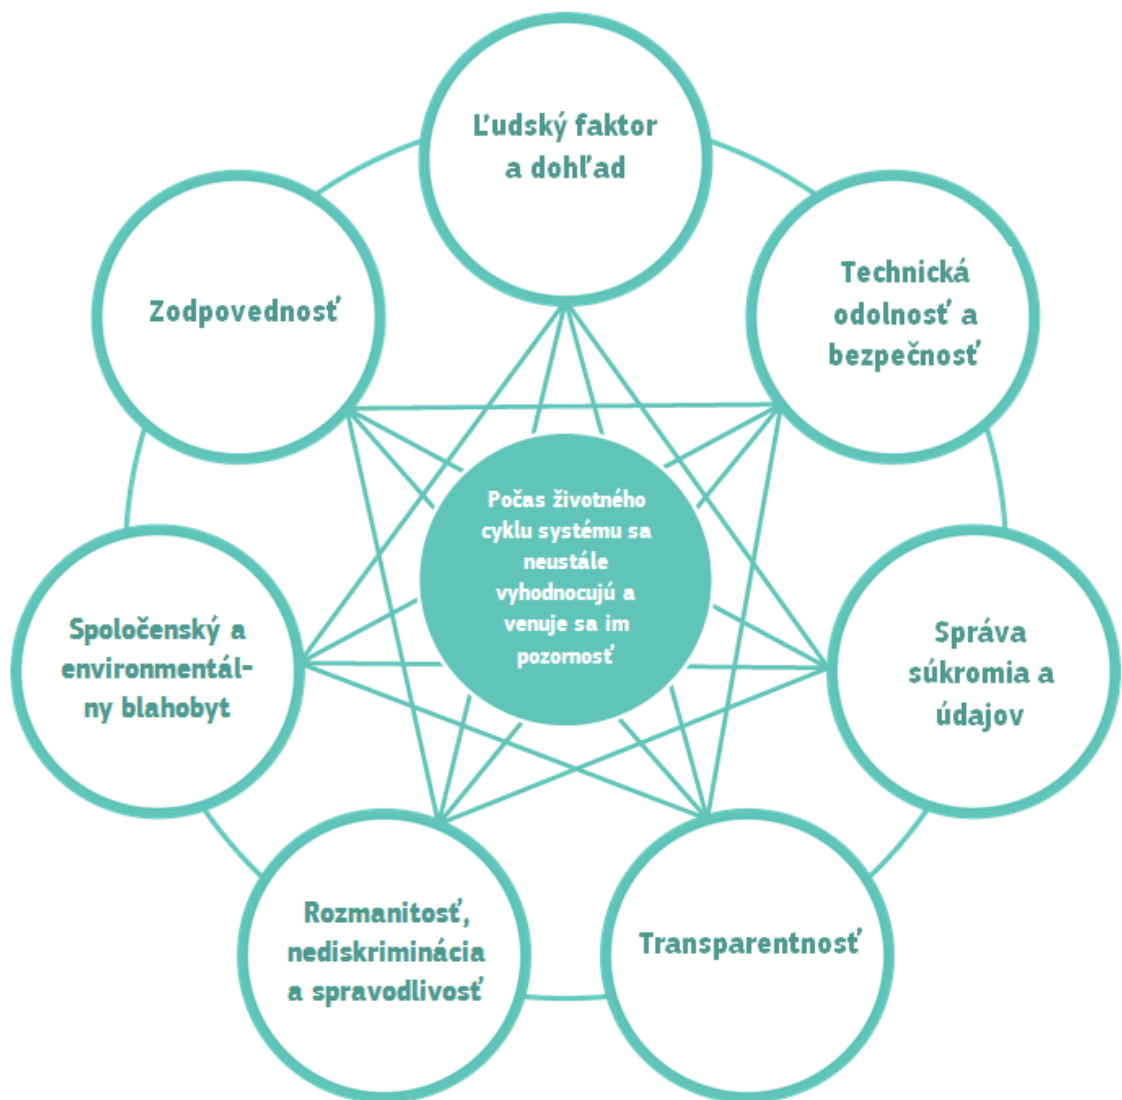 Ľudský faktor
a dohľad
Technická
odolnosť a
bezpečnosť
Správa
súkromia a
údajov
Transparentnosť
Rozmanitosť,
nediskriminácia
a spravodlivosť
Spoločenský a
environmentál-
ny blahobyt
Zodpovednosť
Počas životného
cyklu systému sa
neustále
vyhodnocujú a
venuje sa im
pozornosť